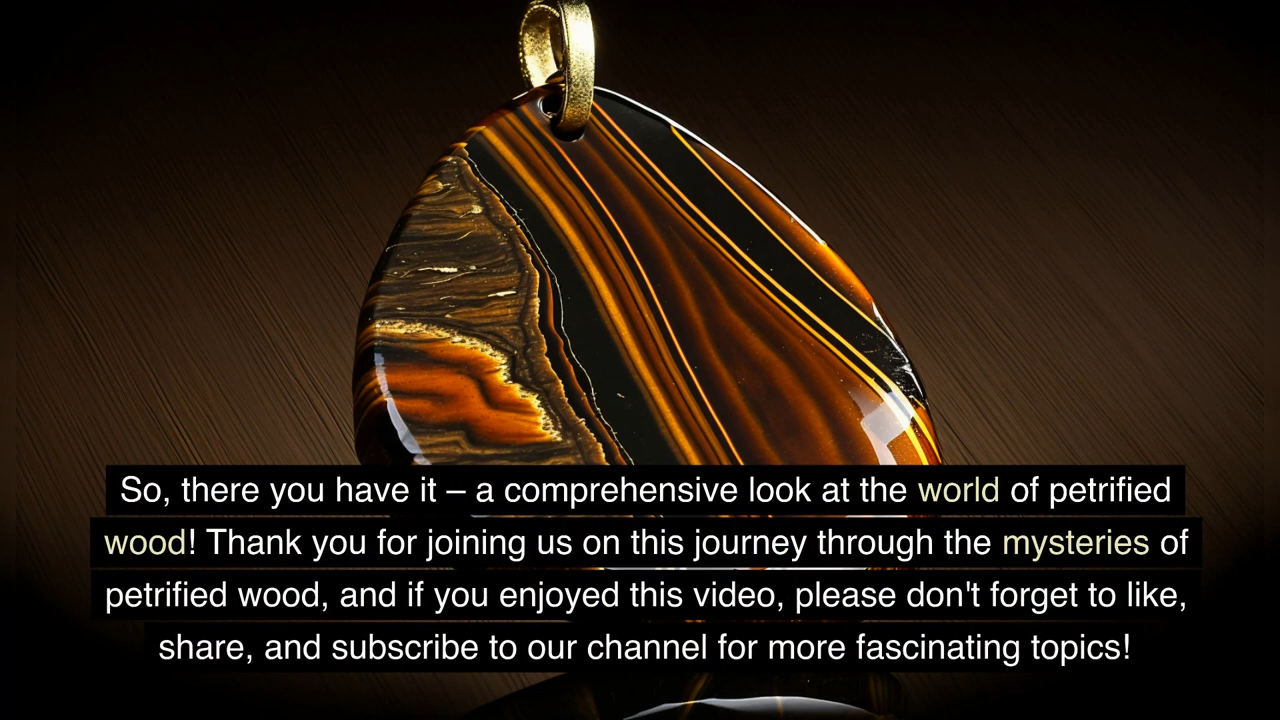 So, there you have it – a comprehensive look at the world of petrified
wood! Thank you for joining us on this journey through the mysteries of
petrified wood, and if you enjoyed this video, please don't forget to like,
share, and subscribe to our channel for more fascinating topics!